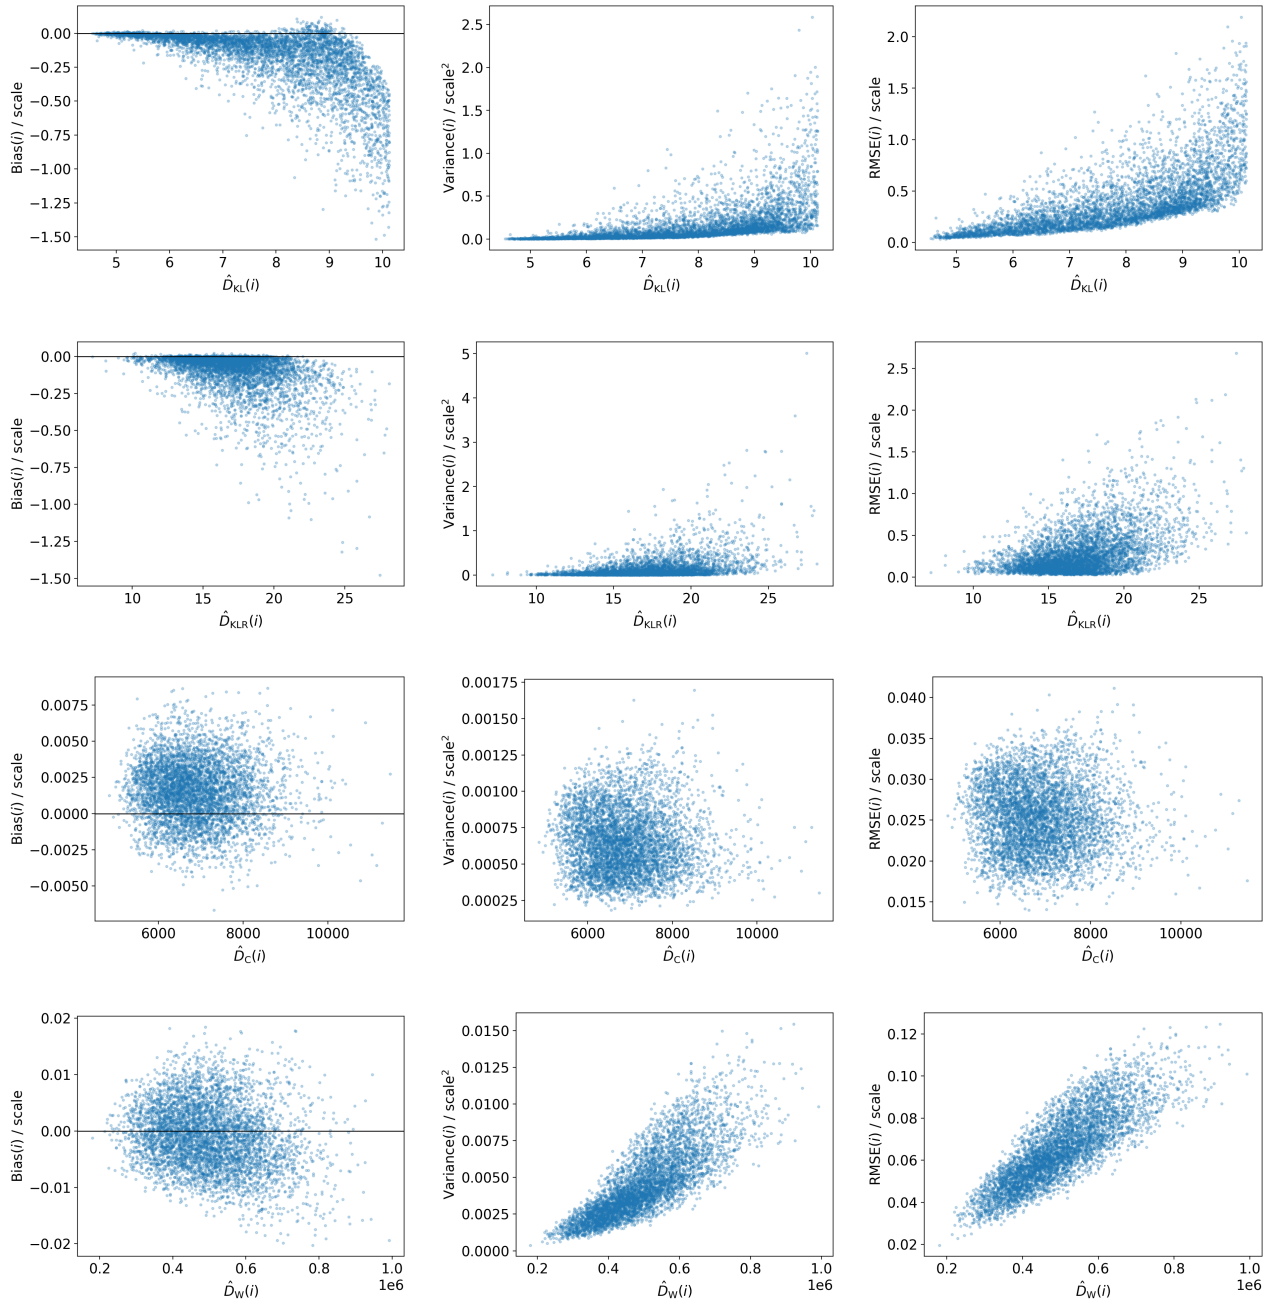 0.00
−0.25
−0.50
−0.75
−1.00
−1.25
−1.50
Bias(i) / scale
5 6 7 8 9 10
D̂_KL(i)
2.5
2.0
1.5
1.0
0.5
0.0
Variance(i) / scale²
5 6 7 8 9 10
D̂_KL(i)
2.0
1.5
1.0
0.5
0.0
RMSE(i) / scale
5 6 7 8 9 10
D̂_KL(i)
0.00
−0.25
−0.50
−0.75
−1.00
−1.25
−1.50
Bias(i) / scale
10 15 20 25
D̂_KLR(i)
5
4
3
2
1
0
Variance(i) / scale²
10 15 20 25
D̂_KLR(i)
2.5
2.0
1.5
1.0
0.5
0.0
RMSE(i) / scale
10 15 20 25
D̂_KLR(i)
0.0075
0.0050
0.0025
0.0000
−0.0025
−0.0050
Bias(i) / scale
6000 8000 10000
D̂_C(i)
0.00175
0.00150
0.00125
0.00100
0.00075
0.00050
0.00025
Variance(i) / scale²
6000 8000 10000
D̂_C(i)
0.040
0.035
0.030
0.025
0.020
0.015
RMSE(i) / scale
6000 8000 10000
D̂_C(i)
0.02
0.01
0.00
−0.01
−0.02
Bias(i) / scale
0.2 0.4 0.6 0.8 1.0
1e6
D̂_W(i)
0.0150
0.0125
0.0100
0.0075
0.0050
0.0025
0.0000
Variance(i) / scale²
0.2 0.4 0.6 0.8 1.0
1e6
D̂_W(i)
0.12
0.10
0.08
0.06
0.04
0.02
RMSE(i) / scale
0.2 0.4 0.6 0.8 1.0
1e6
D̂_W(i)